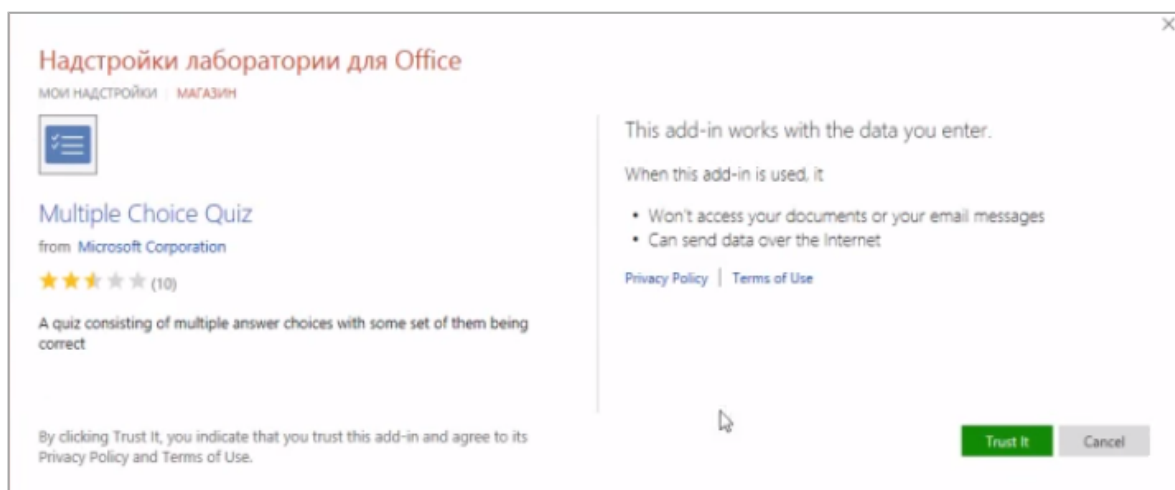 Надстройки лаборатории для Office
МОИ НАДСТРОЙКИ | МАГАЗИН
Multiple Choice Quiz
from Microsoft Corporation
(10)
A quiz consisting of multiple answer choices with some set of them being
correct
This add-in works with the data you enter.
When this add-in is used, it
• Won't access your documents or your email messages
• Can send data over the Internet
Privacy Policy | Terms of Use
By clicking Trust It, you indicate that you trust this add-in and agree to its
Privacy Policy and Terms of Use.
Trust It
Cancel